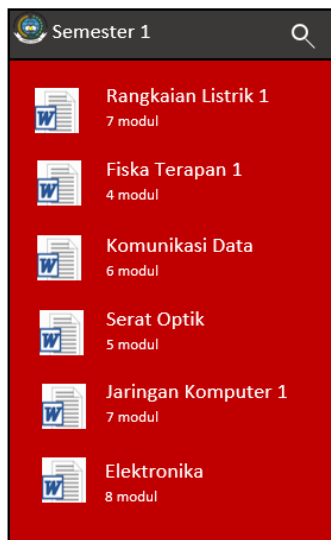 Semester 1
Rangkaian Listrik 1
7 modul
Fiska Terapan 1
4 modul
Komunikasi Data
6 modul
Serat Optik
5 modul
Jaringan Komputer 1
7 modul
Elektronika
8 modul